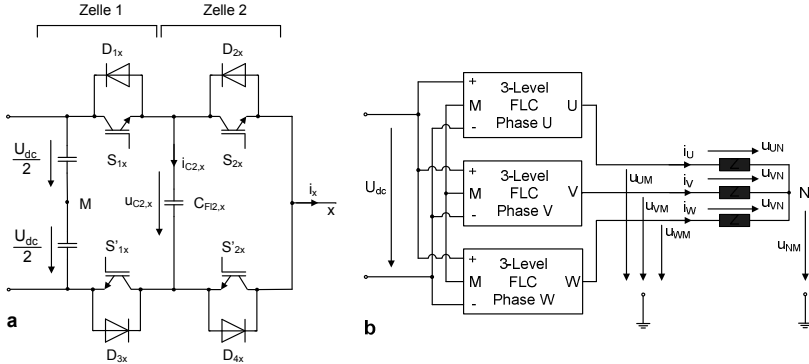 Zelle 1
Zelle 2
D1x
D2x
S1x
S2x
Udc
2
iC2,x
M
uC2,x
CFl2,x
ix
x
Udc
2
S'1x
S'2x
a
D3x
D4x
+
M
-
3-Level
FLC
Phase U
U
+
M
-
3-Level
FLC
Phase V
V
+
M
-
3-Level
FLC
Phase W
W
Udc
iU
uUN
Z
iV
uVN
Z
iW
uVN
Z
N
uUM
uVM
uWM
uNM
b